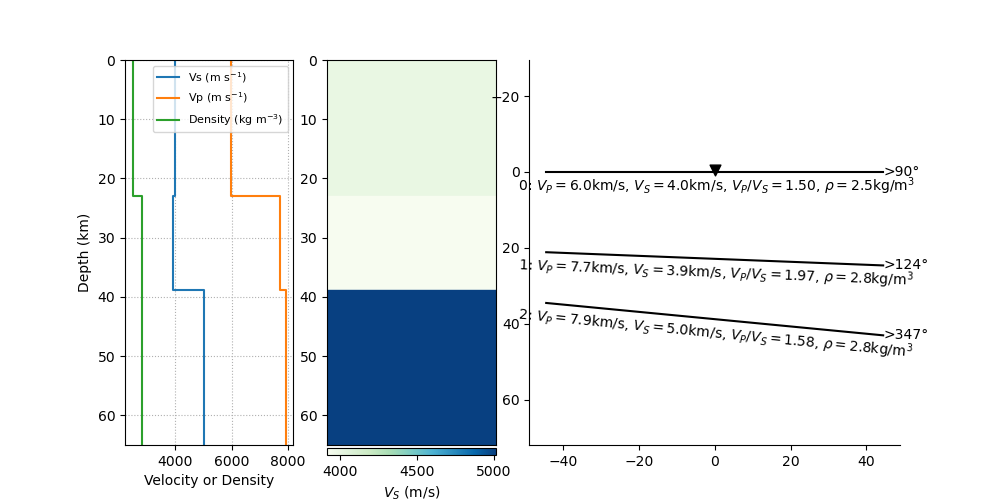 0
10
20
30
40
50
60
Depth (km)
4000 6000 8000
Velocity or Density
Vs (m s⁻¹)
Vp (m s⁻¹)
Density (kg m⁻³)
0
10
20
30
40
50
60
4000 4500 5000
V_S (m/s)
−20
0
20
40
60
−40 −20 0 20 40
>90°
0: V_P = 6.0km/s, V_S = 4.0km/s, V_P/V_S = 1.50, ρ = 2.5kg/m³
>124°
1: V_P = 7.7km/s, V_S = 3.9km/s, V_P/V_S = 1.97, ρ = 2.8kg/m³
>347°
2: V_P = 7.9km/s, V_S = 5.0km/s, V_P/V_S = 1.58, ρ = 2.8kg/m³